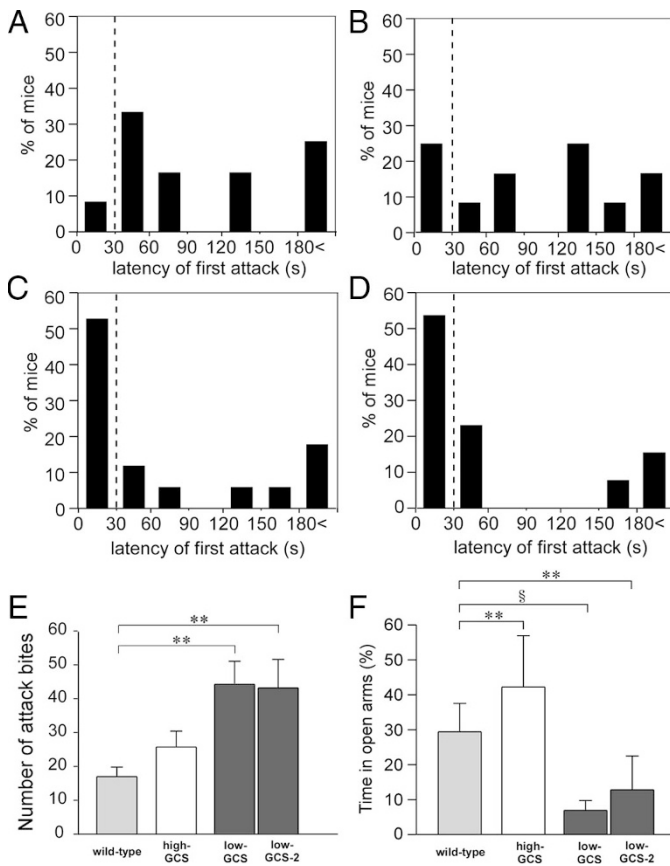 A
60
50
40
30
20
10
0
% of mice
0 30 60 90 120 150 180<
latency of first attack (s)
B
60
50
40
30
20
10
0
% of mice
0 30 60 90 120 150 180<
latency of first attack (s)
C
60
50
40
30
20
10
0
% of mice
0 30 60 90 120 150 180<
latency of first attack (s)
D
60
50
40
30
20
10
0
% of mice
0 30 60 90 120 150 180<
latency of first attack (s)
E
**
**
60
50
40
30
20
10
0
Number of attack bites
wild-type high-GCS low-GCS low-GCS-2
F
**
§
**
60
50
40
30
20
10
0
Time in open arms (%)
wild-type high-GCS low-GCS low-GCS-2